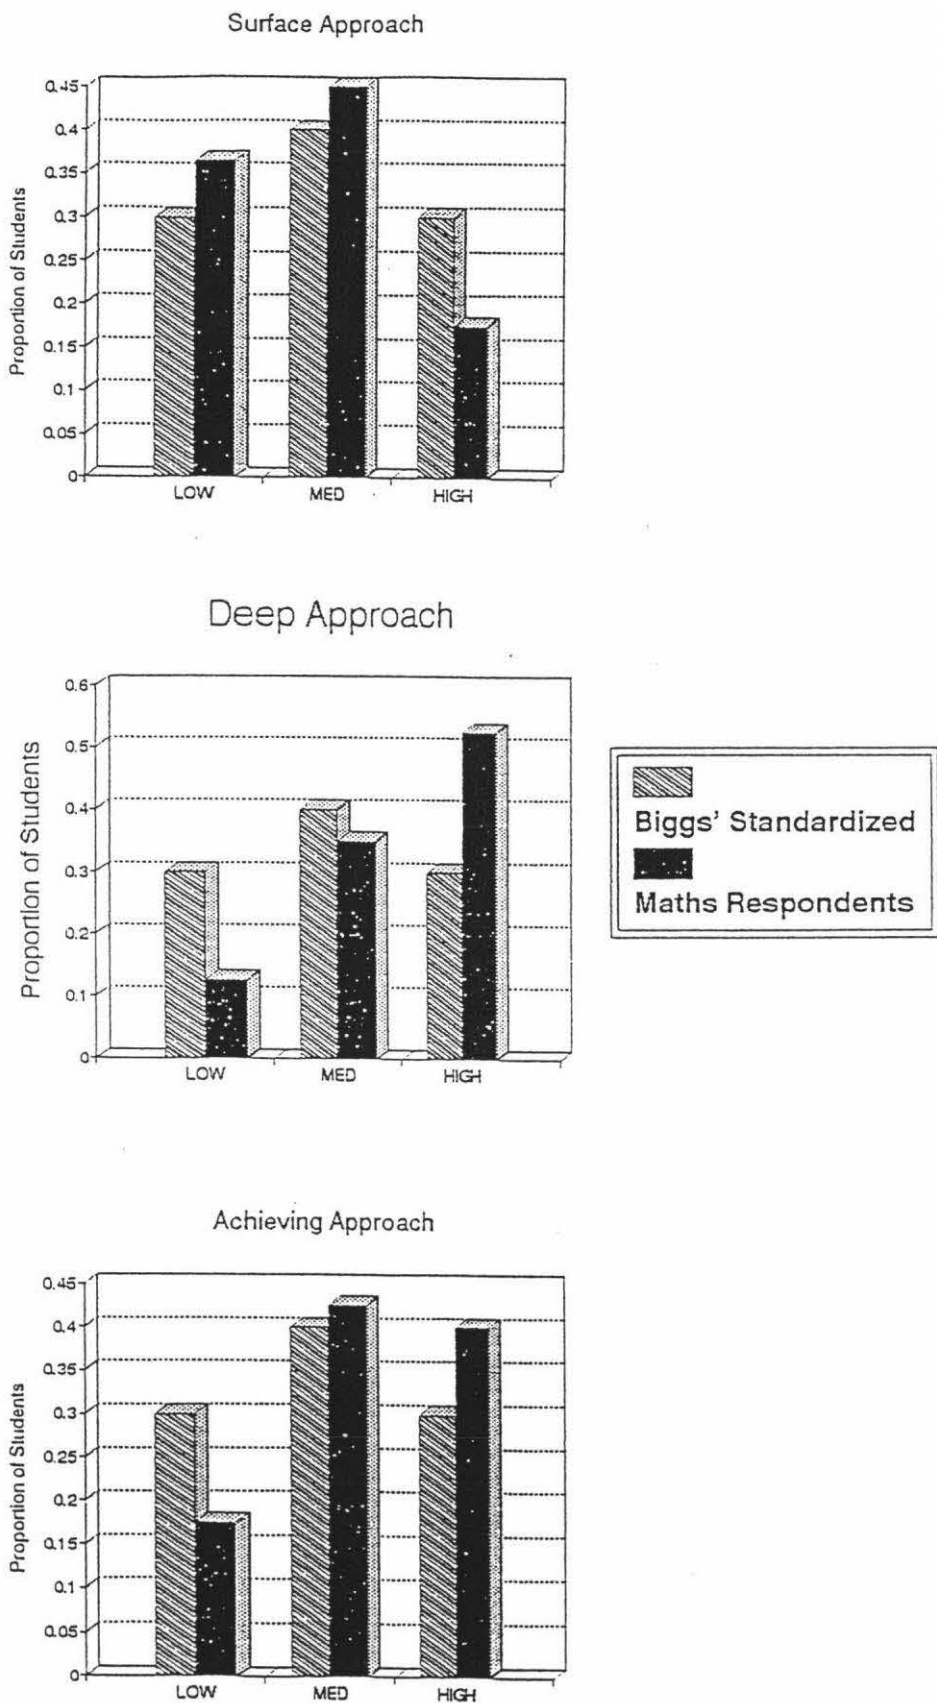 Surface Approach
Proportion of Students
0.45
0.4
0.35
0.3
0.25
0.2
0.15
0.1
0.05
0
LOW MED HIGH
Deep Approach
Proportion of Students
0.6
0.5
0.4
0.3
0.2
0.1
0
LOW MED HIGH
Biggs' Standardized
Maths Respondents
Achieving Approach
Proportion of Students
0.45
0.4
0.35
0.3
0.25
0.2
0.15
0.1
0.05
0
LOW MED HIGH